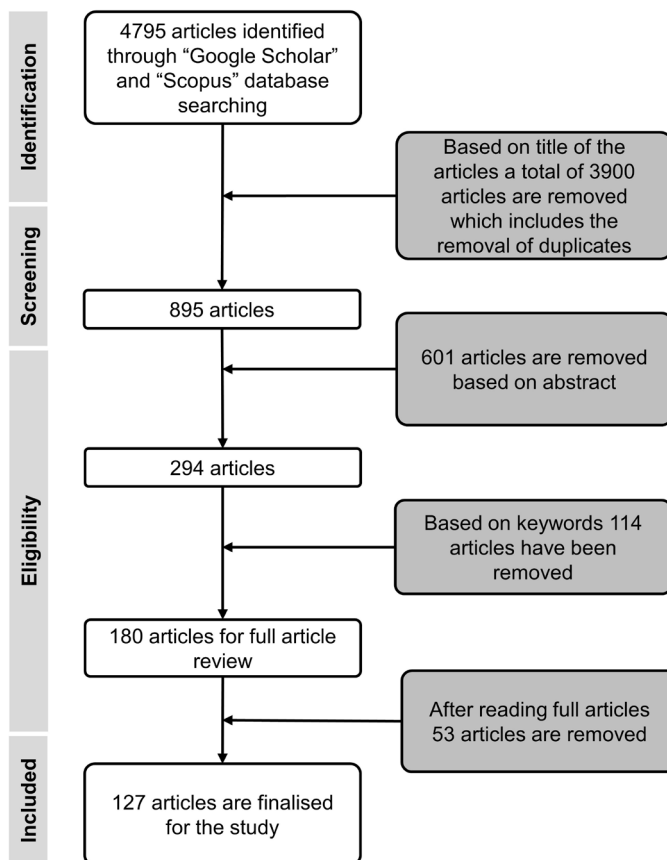 4795 articles identified
through “Google Scholar”
and “Scopus” database
searching
Identification
Based on title of the
articles a total of 3900
articles are removed
which includes the
removal of duplicates
Screening
895 articles
601 articles are removed
based on abstract
294 articles
Eligibility
Based on keywords 114
articles have been
removed
180 articles for full article
review
After reading full articles
53 articles are removed
Included
127 articles are finalised
for the study